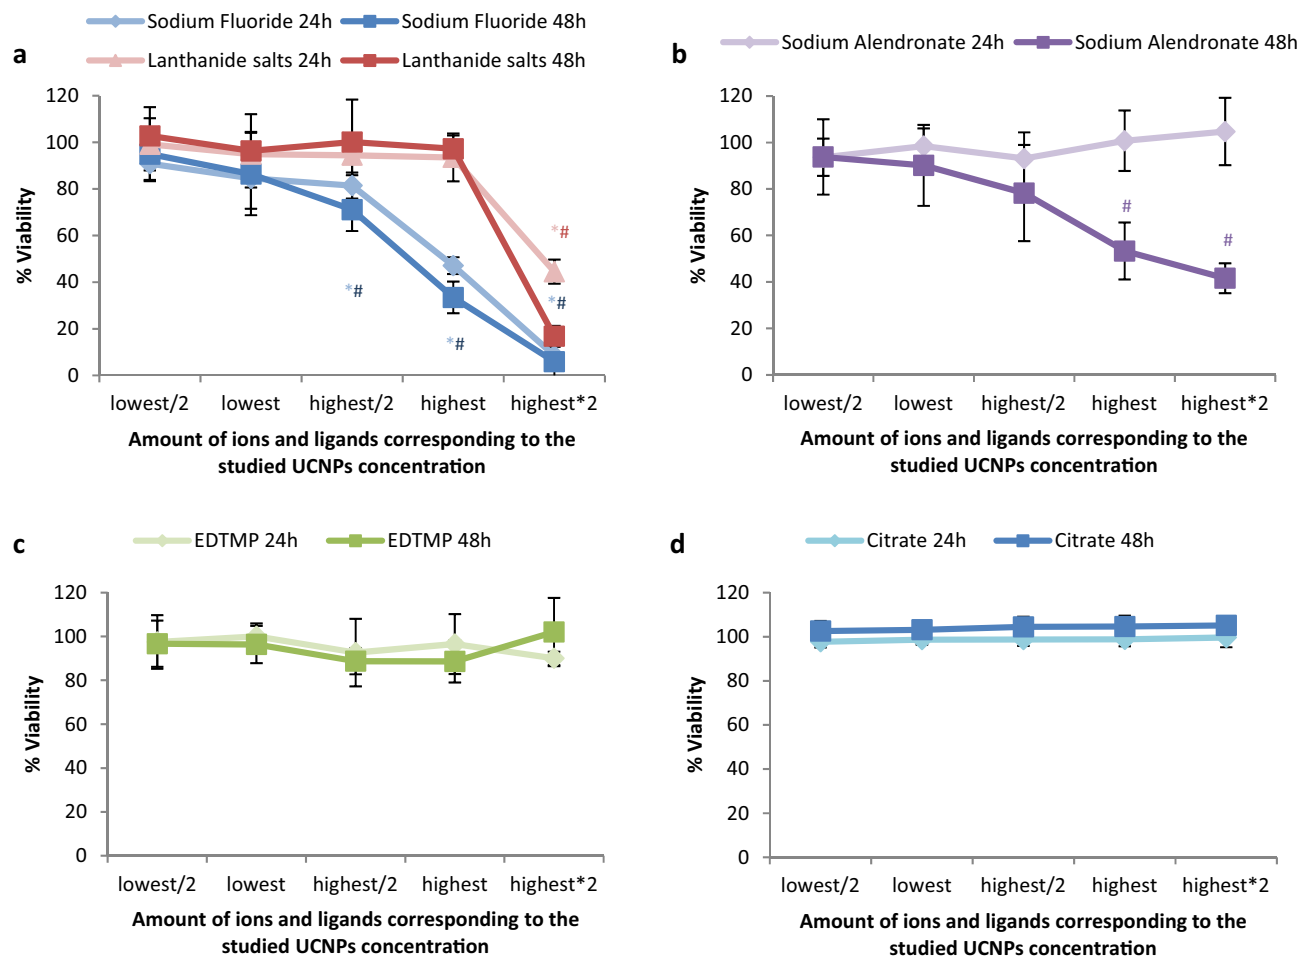 a
Sodium Fluoride 24h
Sodium Fluoride 48h
Lanthanide salts 24h
Lanthanide salts 48h
120
100
80
60
40
20
0
% Viability
*#
*#
*#
*#
lowest/2 lowest highest/2 highest highest*2
Amount of ions and ligands corresponding to the
studied UCNPs concentration
b
Sodium Alendronate 24h
Sodium Alendronate 48h
120
100
80
60
40
20
0
% Viability
#
#
lowest/2 lowest highest/2 highest highest*2
Amount of ions and ligands corresponding to the
studied UCNPs concentration
c
EDTMP 24h
EDTMP 48h
120
100
80
60
40
20
0
% Viability
lowest/2 lowest highest/2 highest highest*2
Amount of ions and ligands corresponding to the
studied UCNPs concentration
d
Citrate 24h
Citrate 48h
120
100
80
60
40
20
0
% Viability
lowest/2 lowest highest/2 highest highest*2
Amount of ions and ligands corresponding to the
studied UCNPs concentration